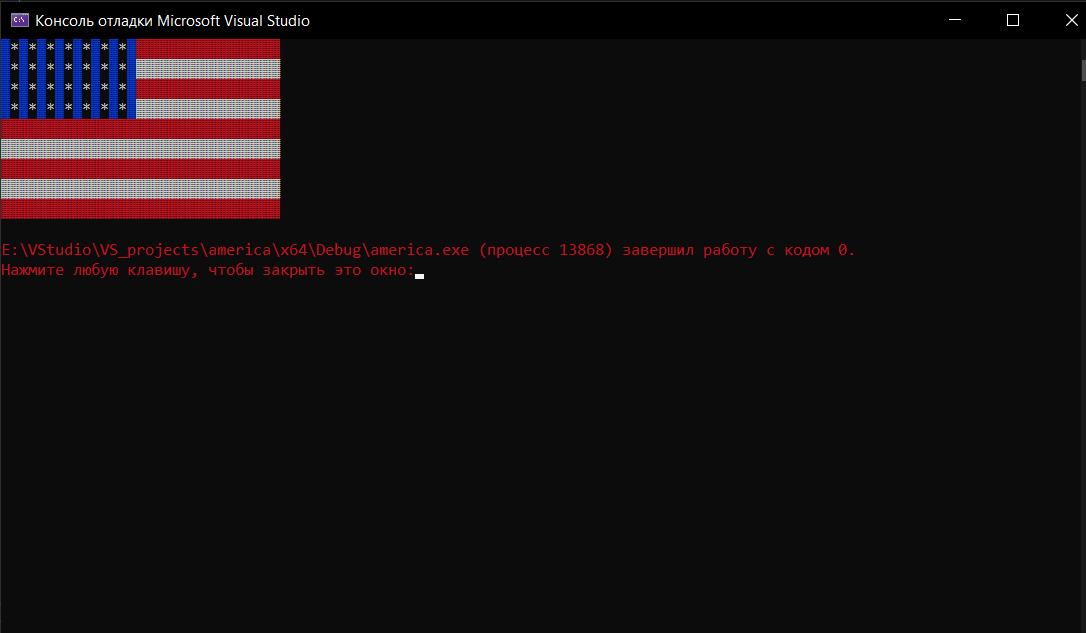 Консоль отладки Microsoft Visual Studio
* * * * * * *
* * * * * * *
* * * * * * *
* * * * * * *
E:\VStudio\VS_projects\america\x64\Debug\america.exe (процесс 13868) завершил работу с кодом 0.
Нажмите любую клавишу, чтобы закрыть это окно: